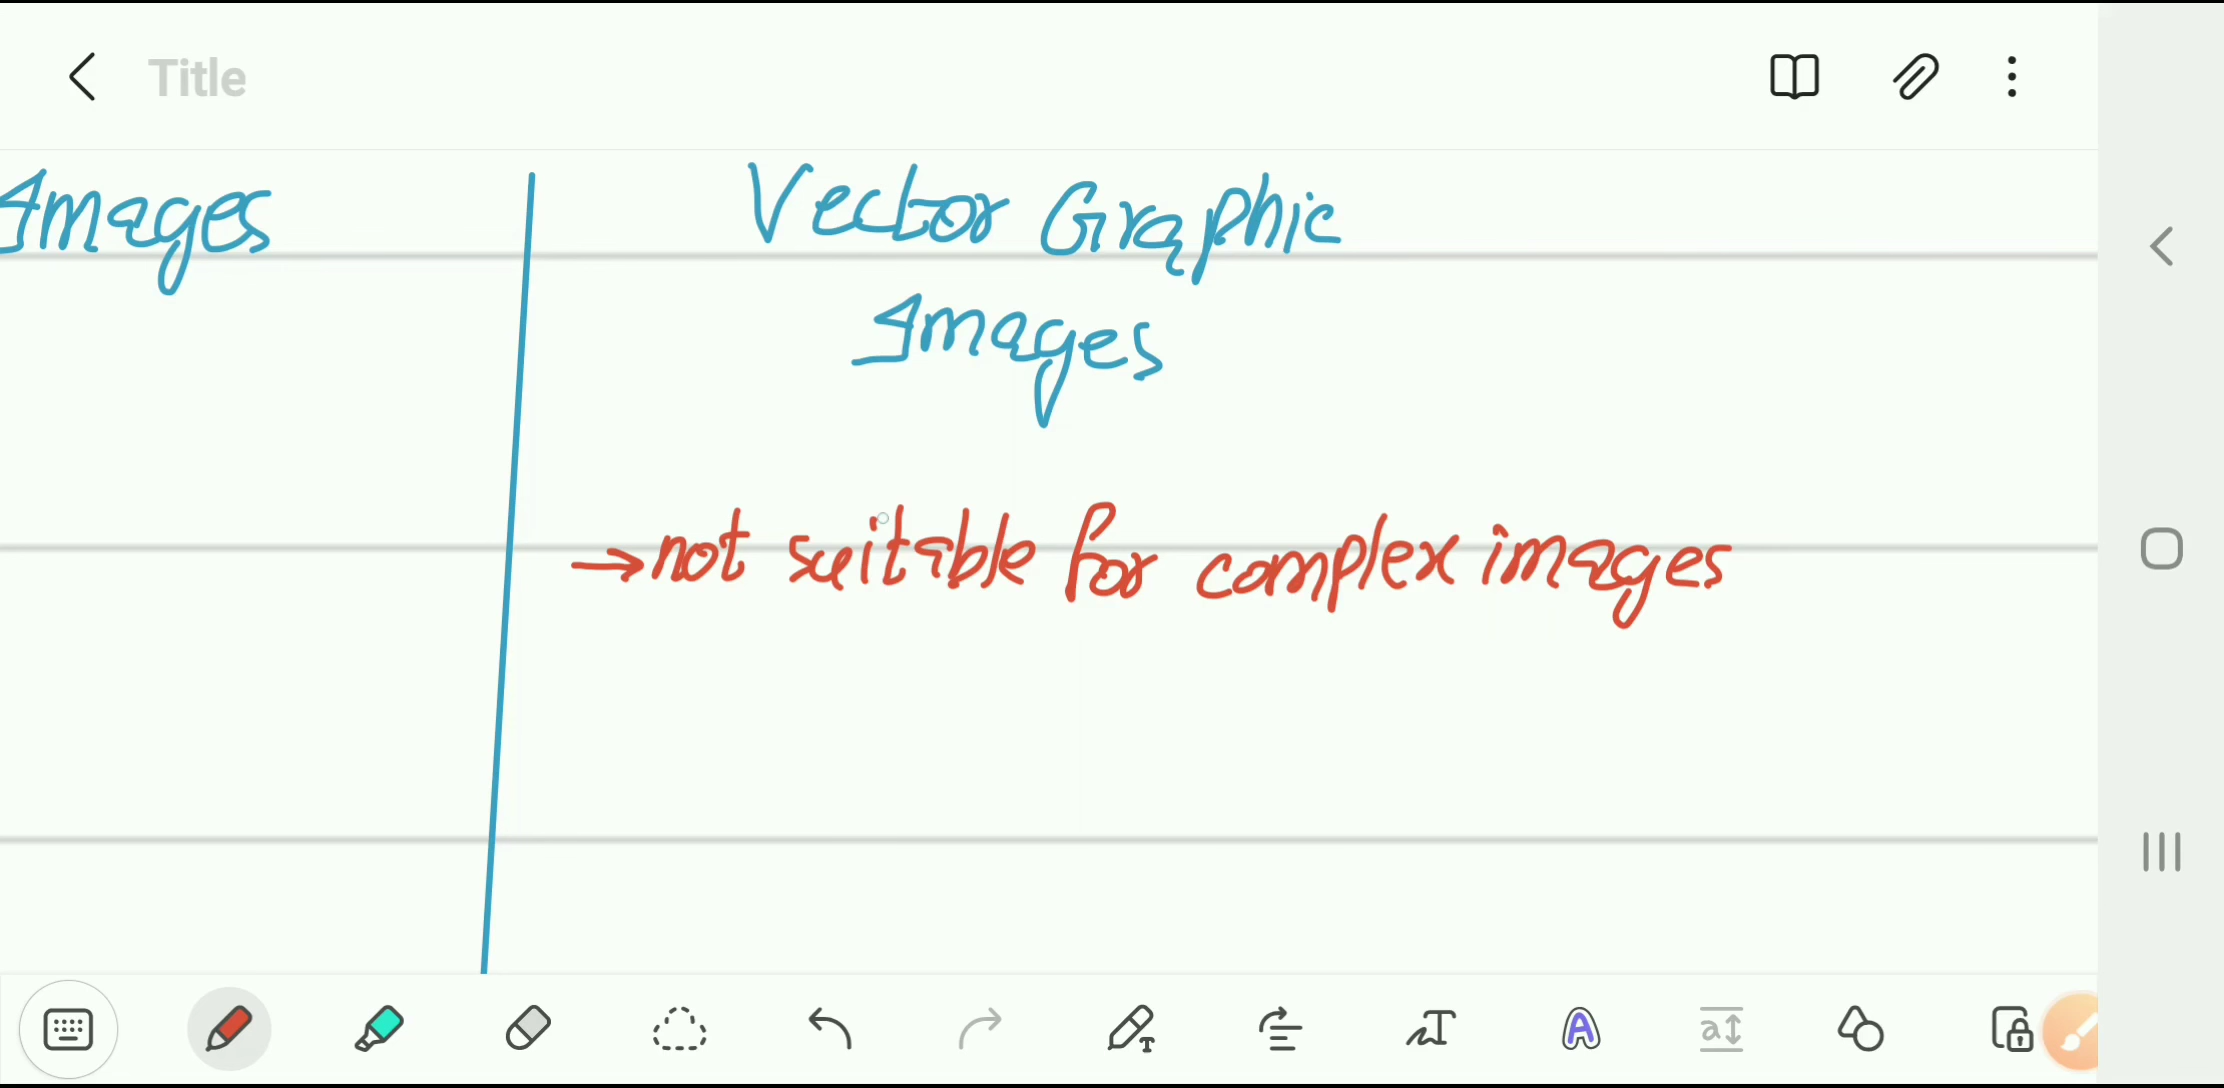 Title
Images
Vector Graphic
Images
→not suitable for complex images